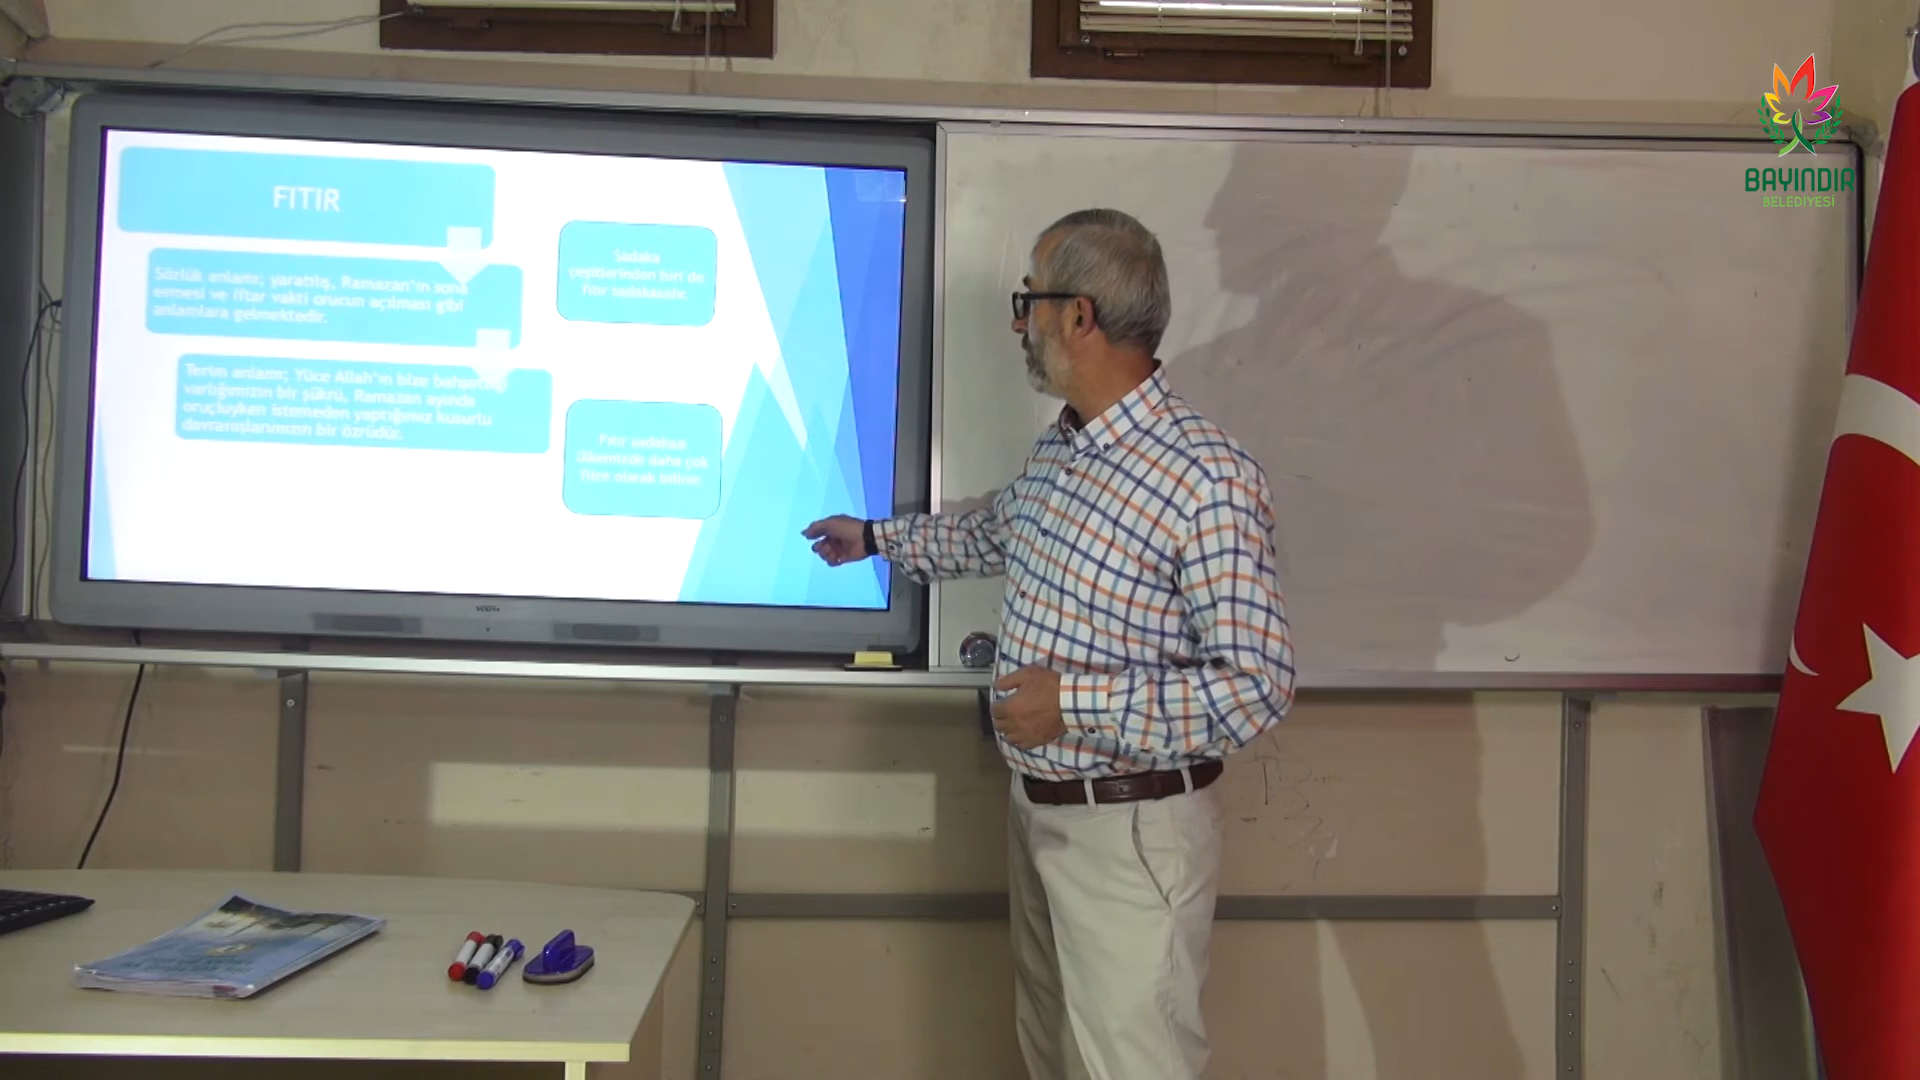 FITIR
Sözlük anlamı; yaratılış, Ramazan'ın sona
ermesi ve iftar vakti orucun açılması gibi
anlamlara gelmektedir.
Terim anlamı; Yüce Allah'ın bize bahşettiği
varlığımızın bir şükrü, Ramazan ayında
oruçluyken istemeden yaptığımız kusurlu
davranışlarımızın bir özrüdür.
Sadaka
çeşitlerinden biri de
fıtır sadakasıdır.
Fıtır sadakası
ülkemizde daha çok
fitre olarak bilinir.
BAYINDIR
BELEDİYESİ